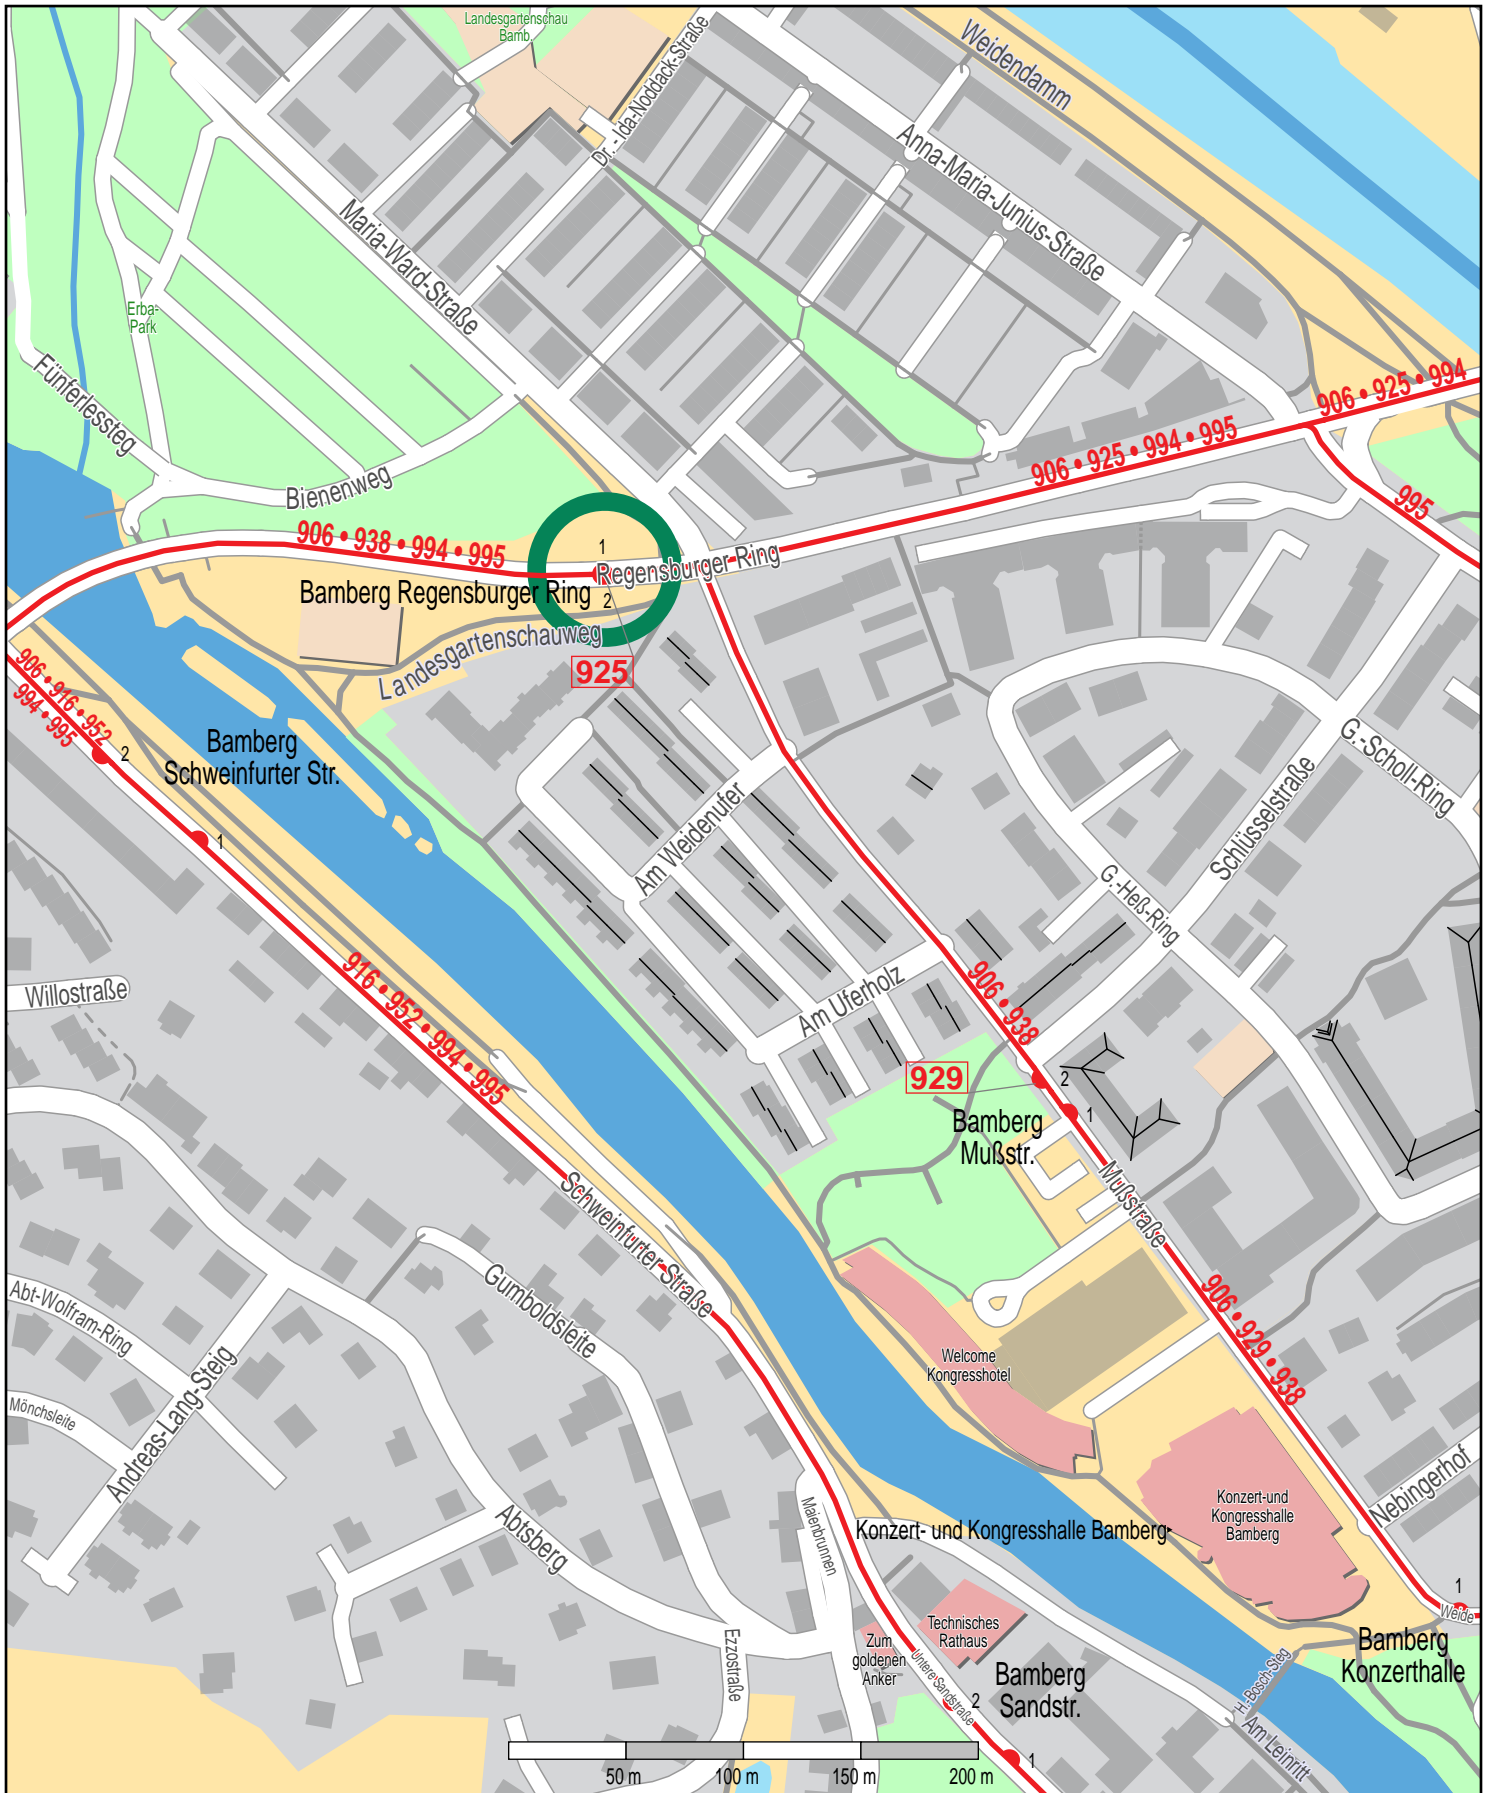 Landesgartenschau
Bamb.
Weidendamm
Dr.-Ida-Noddack-Straße
Anna-Maria-Junius-Straße
Maria-Ward-Straße
Erba-
Park
Fünferlessteg
Bienenweg
906 • 925 • 994
906 • 925 • 994 • 995
995
906 • 938 • 994 • 995
1
Regensburger Ring
Bamberg Regensburger Ring
2
Landesgartenschauweg
925
906 • 916 • 952
994 • 995
2
Bamberg
Schweinfurter Str.
1
G.-Scholl-Ring
Schlüsselstraße
Am Weidenufer
G.-Heß-Ring
916 • 952 • 994 • 995
Willostraße
Am Uferholz
906 • 938
929
2
1
Bamberg
Mußstr.
Mußstraße
Schweinfurter Straße
Gumboldsleite
Abt-Wolfram-Ring
Andreas-Lang-Steig
Mönchsleite
906 • 929 • 938
Welcome
Kongresshotel
Abtsberg
Maienbrunnen
Konzert- und Kongresshalle Bamberg
Konzert-und
Kongresshalle
Bamberg
Nebingerhof
1
Weide
Technisches
Rathaus
Zum
goldenen
Anker
Untere Sandstraße
Ezzostraße
Bamberg
Sandstr.
2
1
H.-Bosch-Steg
Am Leinritt
Bamberg
Konzerthalle
50 m
100 m
150 m
200 m